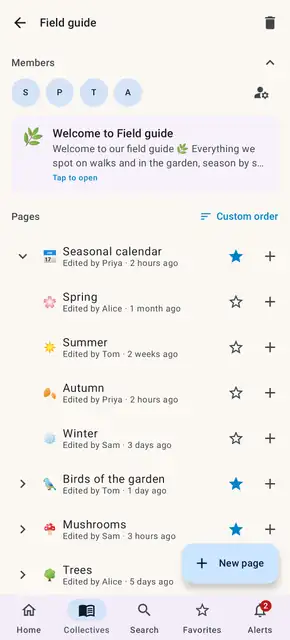 Field guide
Members
S P T A
Welcome to Field guide
Welcome to our field guide 🌿 Everything we
spot on walks and in the garden, season by s…
Tap to open
Pages
Custom order
Seasonal calendar
Edited by Priya · 2 hours ago
Spring
Edited by Alice · 1 month ago
Summer
Edited by Tom · 2 weeks ago
Autumn
Edited by Priya · 2 hours ago
Winter
Edited by Sam · 3 days ago
Birds of the garden
Edited by Tom · 1 day ago
Mushrooms
Edited by Sam · 3 hours ago
New page
Trees
Edited by Alice · 5 days ago
2
Home Collectives Search Favorites Alerts